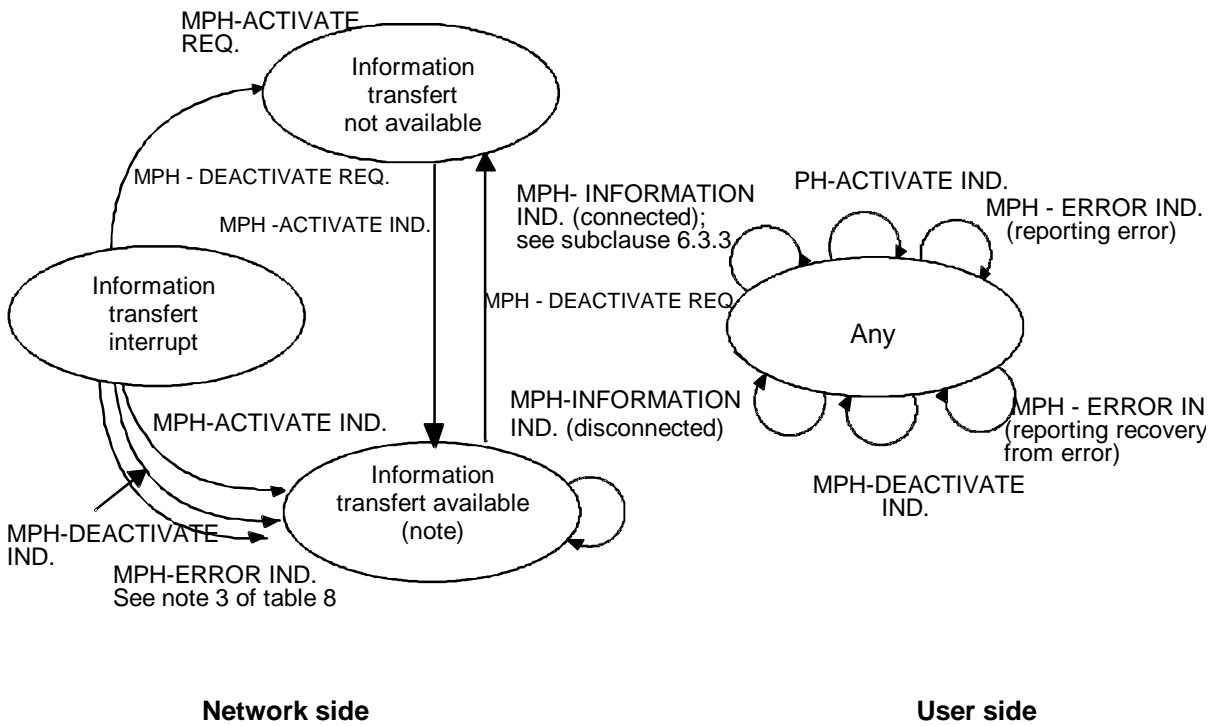 MPH-ACTIVATE
REQ.
Information
transfert
not available
MPH - DEACTIVATE REQ.
MPH -ACTIVATE IND.
Information
transfert
interrupt
MPH-ACTIVATE IND.
MPH-DEACTIVATE
IND.
MPH-ERROR IND.
See note 3 of table 8
Information
transfert available
(note)
MPH- INFORMATION
IND. (connected);
see subclause 6.3.3
MPH - DEACTIVATE REQ.
MPH-INFORMATION
IND. (disconnected)
PH-ACTIVATE IND.
MPH - ERROR IND.
(reporting error)
Any
MPH - ERROR IN
(reporting recovery
from error)
MPH-DEACTIVATE
IND.
Network side
User side